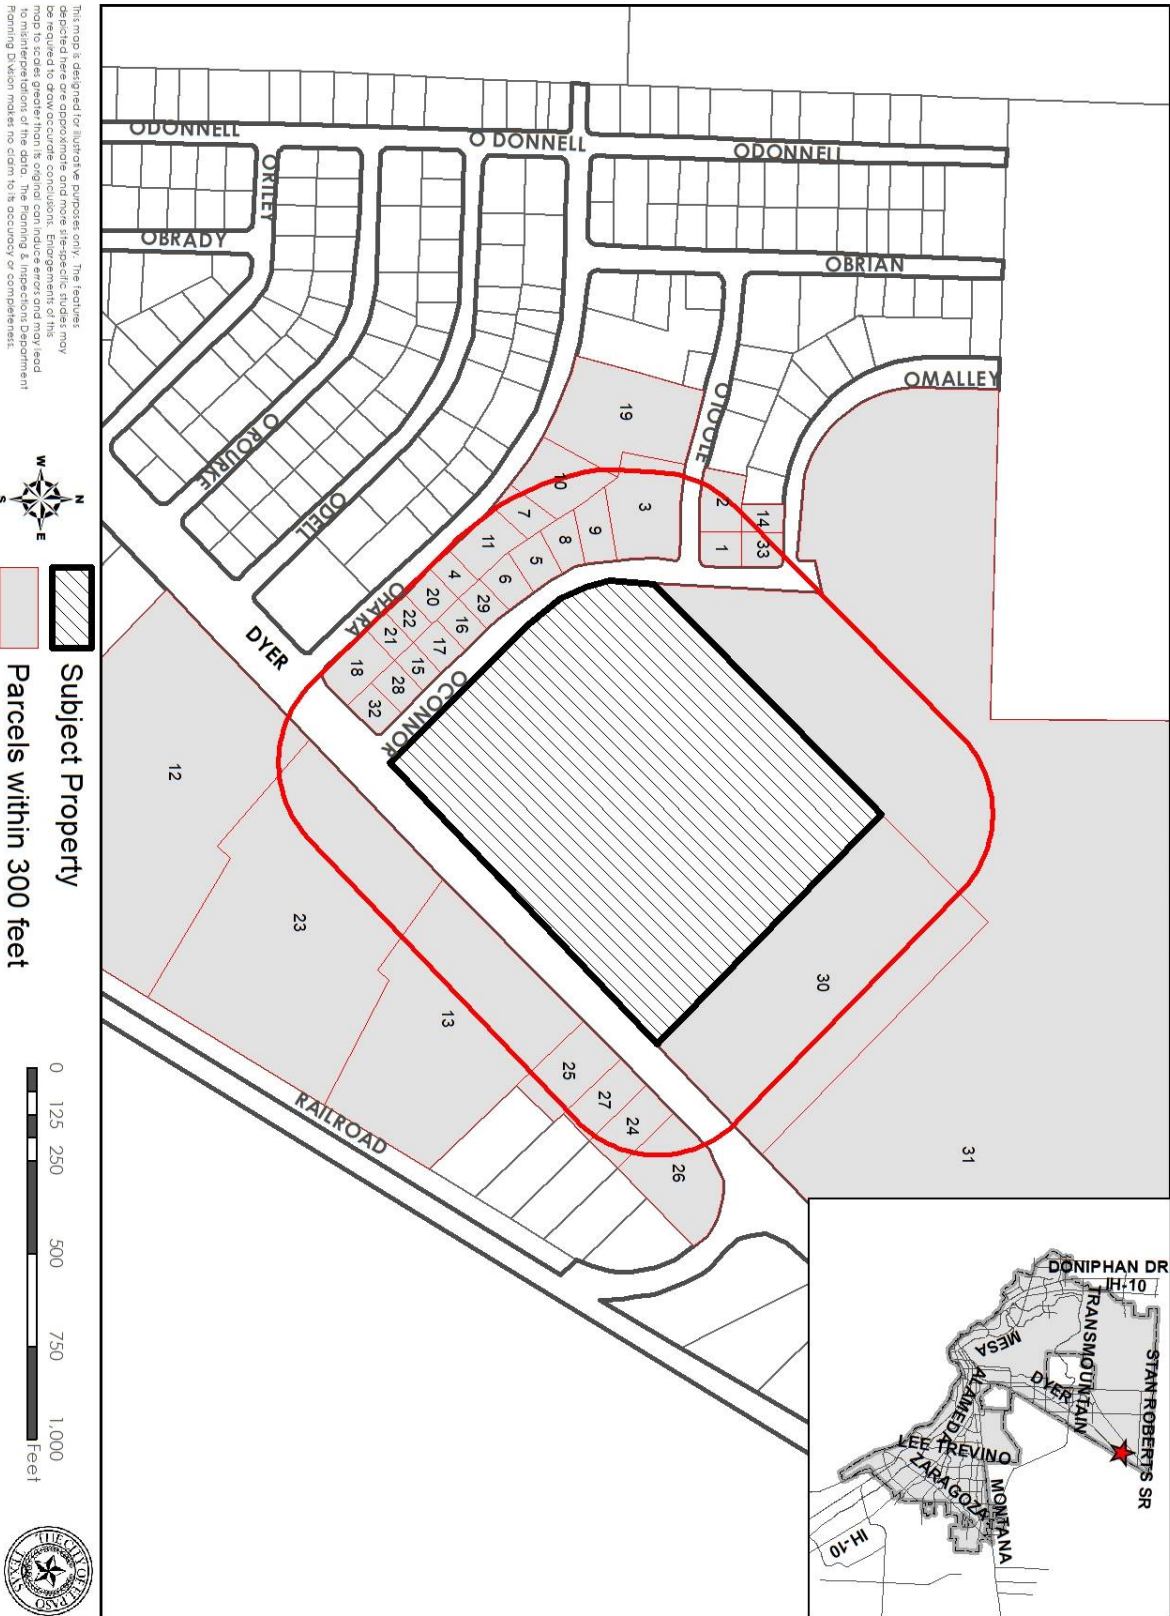 ODONNELL
O DONNELL
ODONNELL
ORILEY
OBRADY
OBRIAN
OMALLEY
OTOOLE
O ROURKE
ODELL
OHARA
DYER
OCONNOR
RAILROAD
19
10
3
2
14
1
33
7
9
8
11
5
4
6
20
29
22
16
21
17
18
15
28
32
12
23
13
30
31
25
27
24
26
DONIPHAN DR
IH-10
TRANSMOUNTAIN
STAN ROBERTS SR
MESA
DYER
ALAMEDA
LEE TREVINO
ZARAGOZA
MONTANA
IH-10
This map is designed for illustrative purposes only. The features
depicted here are approximate and more site-specific studies may
be required to draw accurate conclusions. Enlargements of this
map to scales greater than its original can induce errors and may lead
to misinterpretations of the data. The Planning & Inspections Department
Planning Division makes no claim to its accuracy or completeness.
N
W
E
S
Subject Property
Parcels within 300 feet
0 125 250 500 750 1,000
Feet
THE CITY OF EL PASO
TEXAS